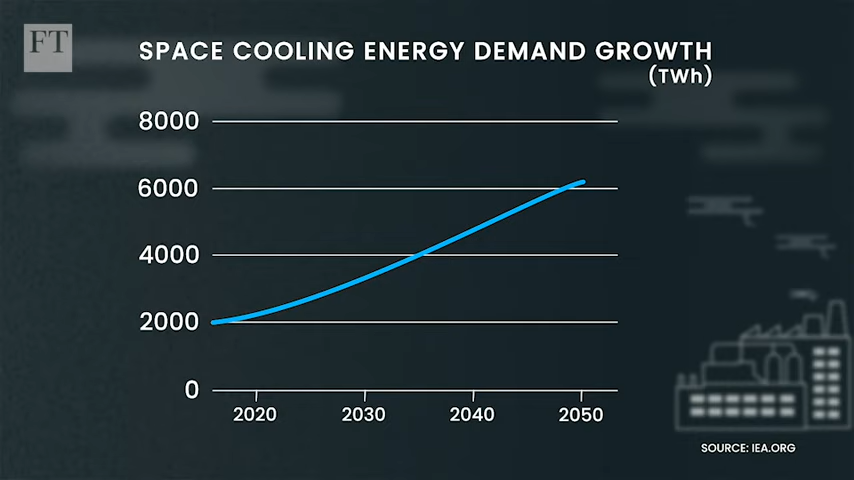 FT
SPACE COOLING ENERGY DEMAND GROWTH
(TWh)
8000
6000
4000
2000
0
2020 2030 2040 2050
SOURCE: IEA.ORG